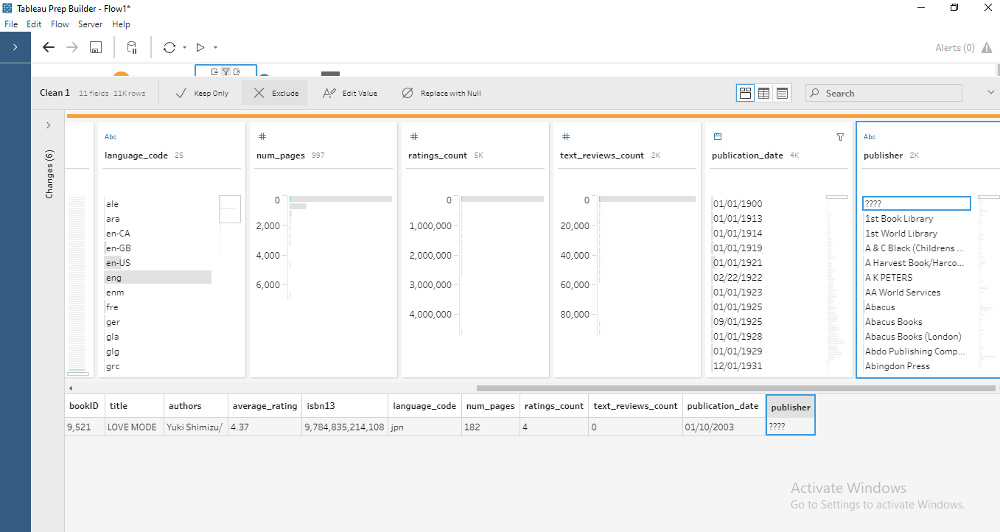 Tableau Prep Builder - Flow1*
File Edit Flow Server Help
Alerts (0)
Clean 1 11 fields 11K rows Keep Only Exclude Edit Value Replace with Null Search
Changes (6)
Abc
language_code 25
ale
ara
en-CA
en-GB
en-US
eng
enm
fre
ger
gla
glg
grc
#
num_pages 997
0
2,000
4,000
6,000
#
ratings_count 5K
0
1,000,000
2,000,000
3,000,000
4,000,000
#
text_reviews_count 2K
0
20,000
40,000
60,000
80,000
publication_date 4K
01/01/1900
01/01/1913
01/01/1914
01/01/1919
01/01/1921
02/22/1922
01/01/1923
01/01/1925
09/01/1925
01/01/1928
01/01/1929
12/01/1931
Abc
publisher 2K
????
1st Book Library
1st World Library
A & C Black (Childrens ...
A Harvest Book/Harco...
A K PETERS
AA World Services
Abacus
Abacus Books
Abacus Books (London)
Abdo Publishing Comp...
Abingdon Press
bookID title authors average_rating isbn13 language_code num_pages ratings_count text_reviews_count publication_date publisher
9,521 LOVE MODE Yuki Shimizu/ 4.37 9,784,835,214,108 jpn 182 4 0 01/10/2003 ????
Activate Windows
Go to Settings to activate Windows.